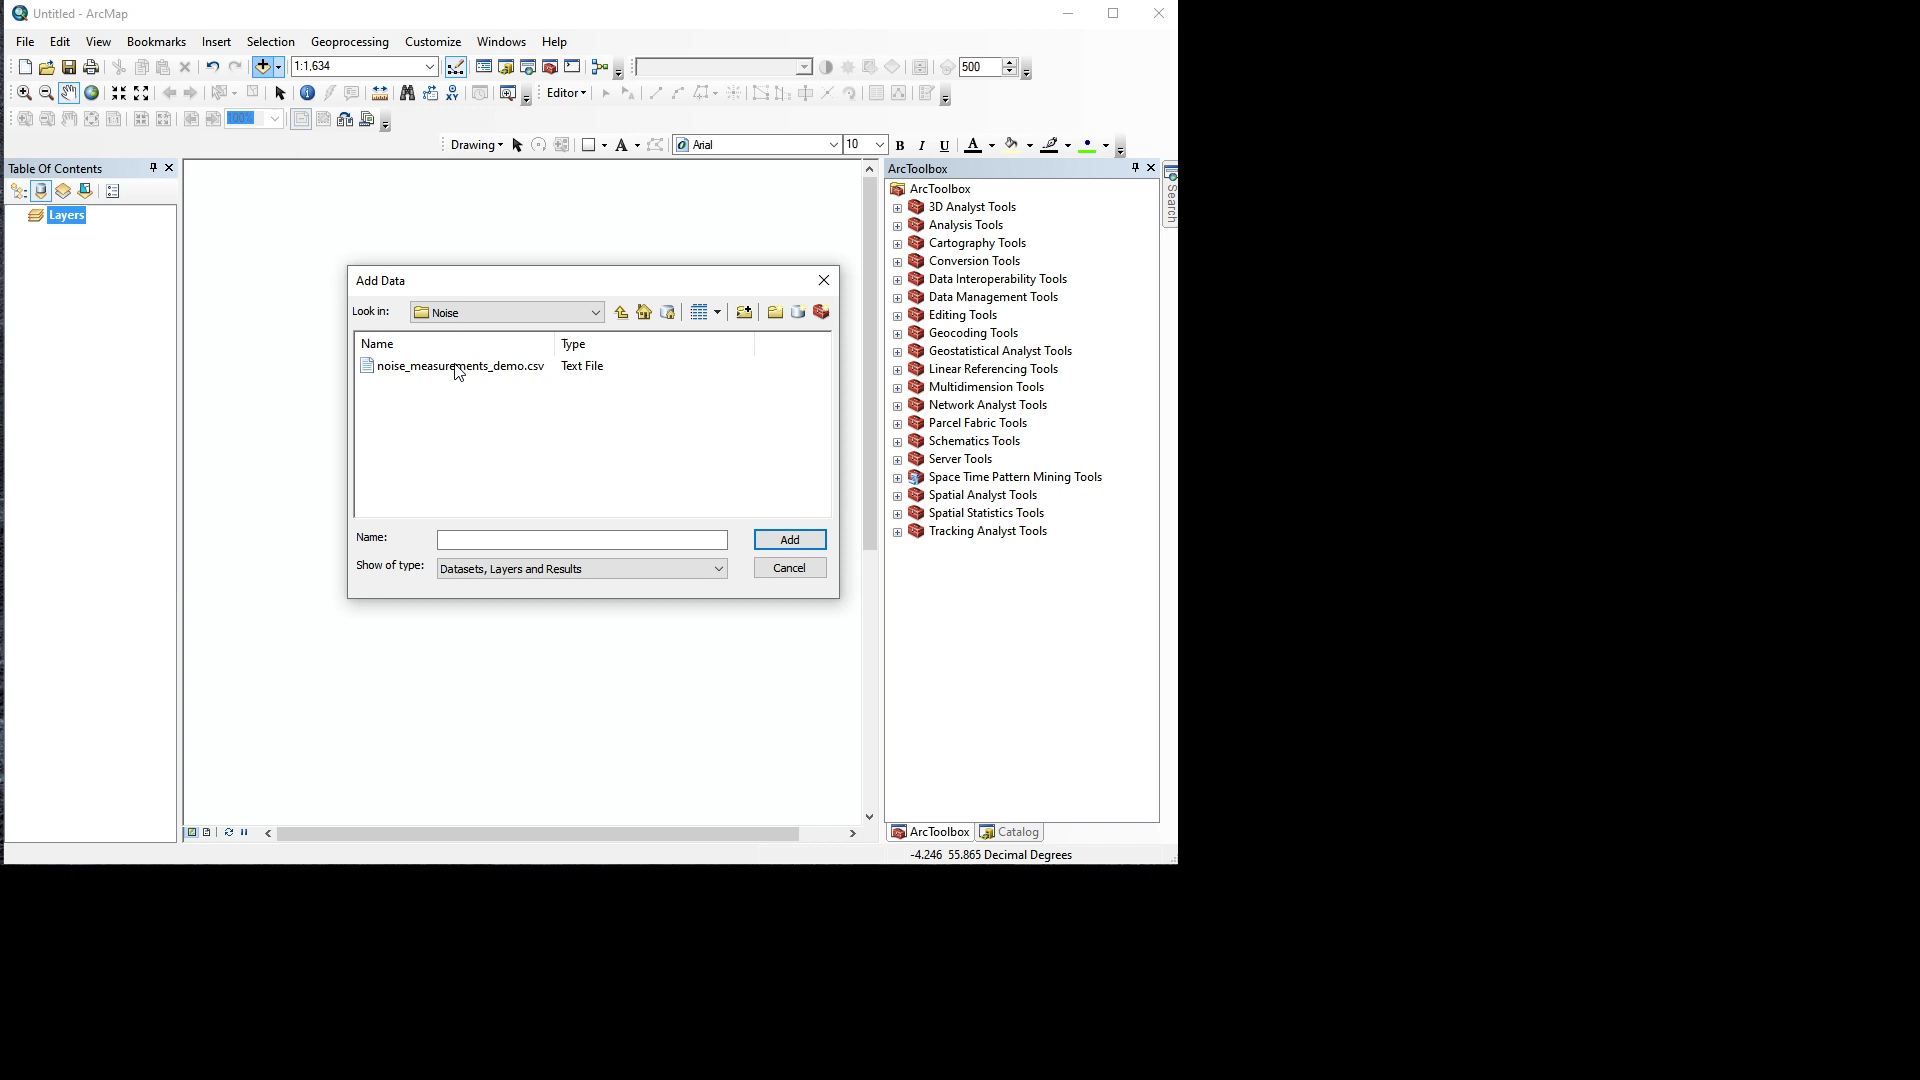 Untitled - ArcMap
File Edit View Bookmarks Insert Selection Geoprocessing Customize Windows Help
1:1,634
500
Editor
100%
Drawing A Arial 10 B I U A
Table Of Contents
Layers
Add Data
Look in: Noise
Name Type
noise_measurements_demo.csv Text File
Name:
Add
Show of type: Datasets, Layers and Results
Cancel
ArcToolbox
ArcToolbox
3D Analyst Tools
Analysis Tools
Cartography Tools
Conversion Tools
Data Interoperability Tools
Data Management Tools
Editing Tools
Geocoding Tools
Geostatistical Analyst Tools
Linear Referencing Tools
Multidimension Tools
Network Analyst Tools
Parcel Fabric Tools
Schematics Tools
Server Tools
Space Time Pattern Mining Tools
Spatial Analyst Tools
Spatial Statistics Tools
Tracking Analyst Tools
Search
ArcToolbox Catalog
-4.246 55.865 Decimal Degrees